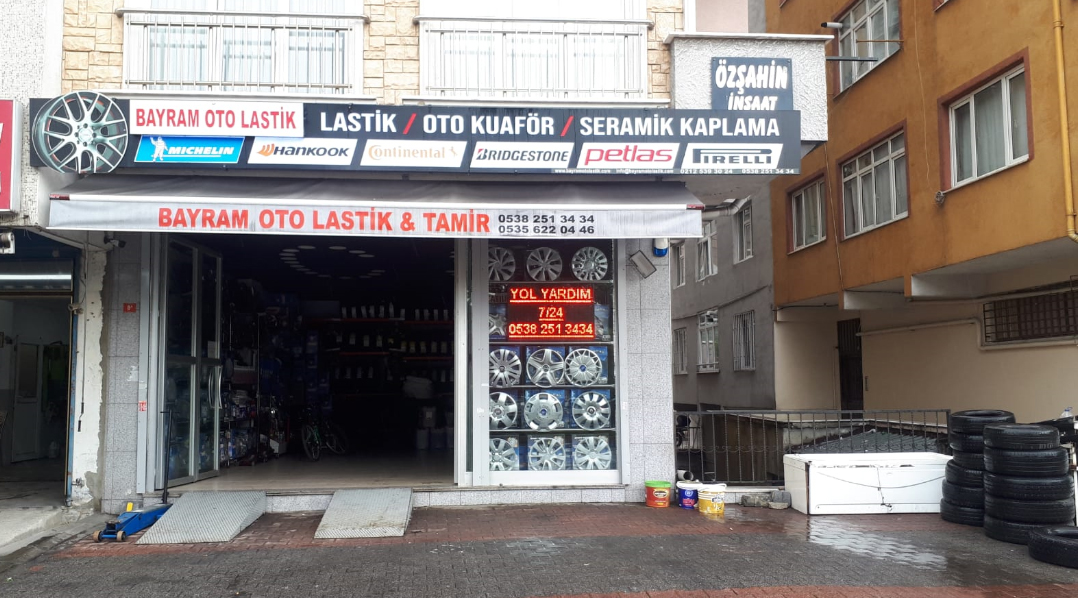 ÖZŞAHİN
İNŞAAT
BAYRAM OTO LASTİK
LASTİK / OTO KUAFÖR / SERAMİK KAPLAMA
MICHELIN
HANKOOK
Continental
BRIDGESTONE
petlas
PIRELLI
BAYRAM OTO LASTİK & TAMİR
0538 251 34 34
0535 622 04 46
YOL YARDIM
7/24
0538 251 3434